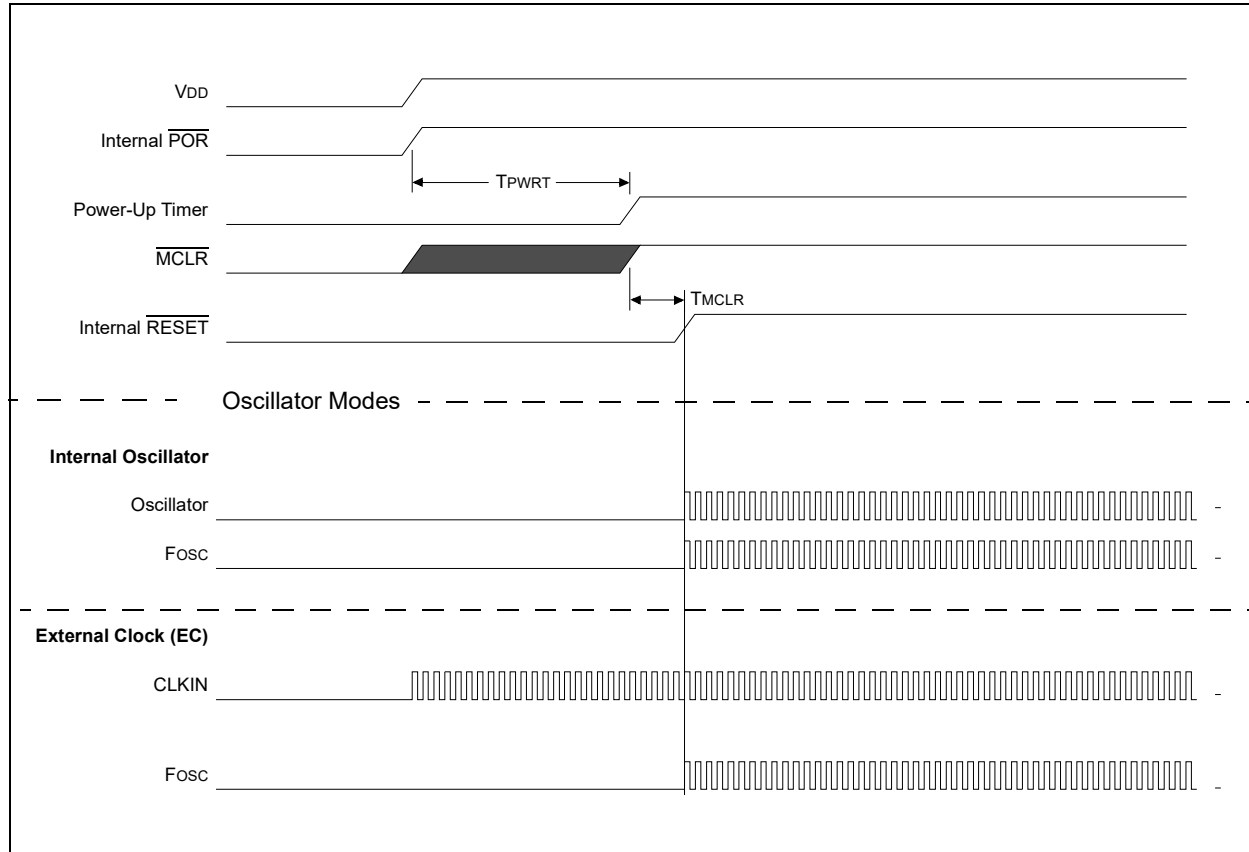 VDD
Internal POR
TPWRT
Power-Up Timer
MCLR
TMCLR
Internal RESET
Oscillator Modes
Internal Oscillator
Oscillator
FOSC
External Clock (EC)
CLKIN
FOSC